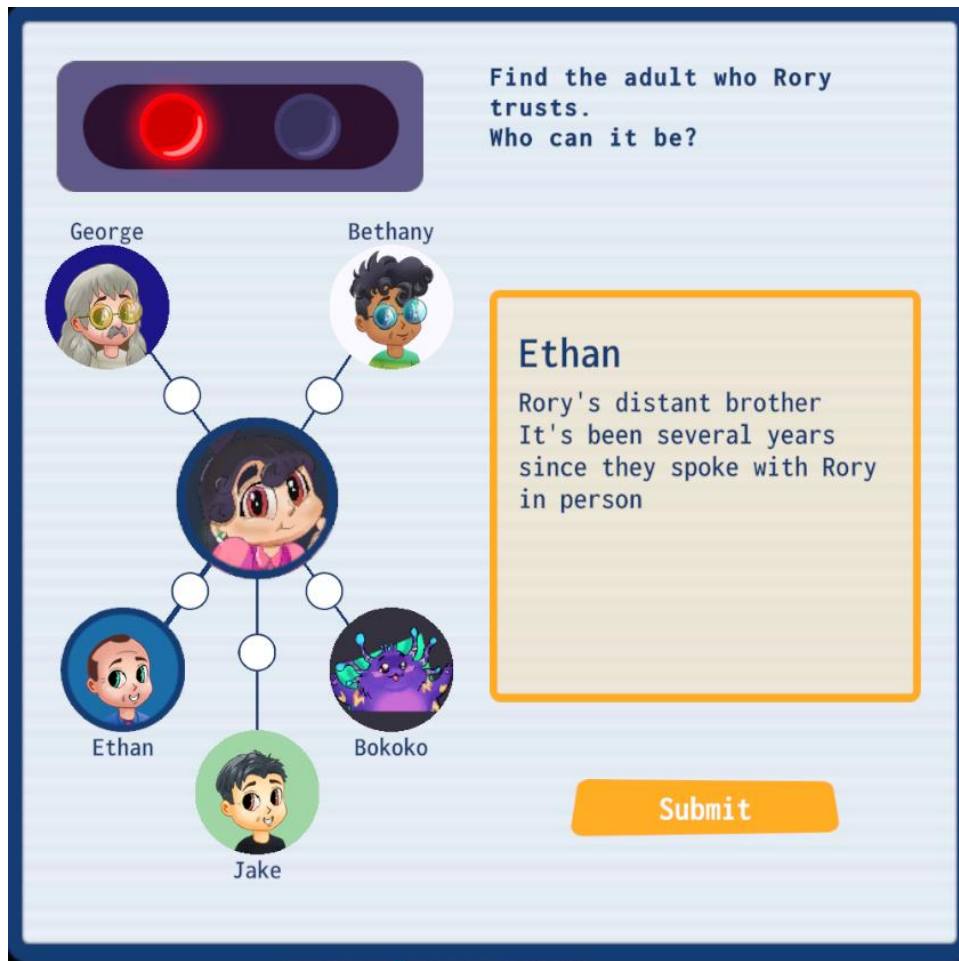 Find the adult who Rory
trusts.
Who can it be?
George
Bethany
Ethan
Rory's distant brother
It's been several years
since they spoke with Rory
in person
Ethan
Bokoko
Jake
Submit